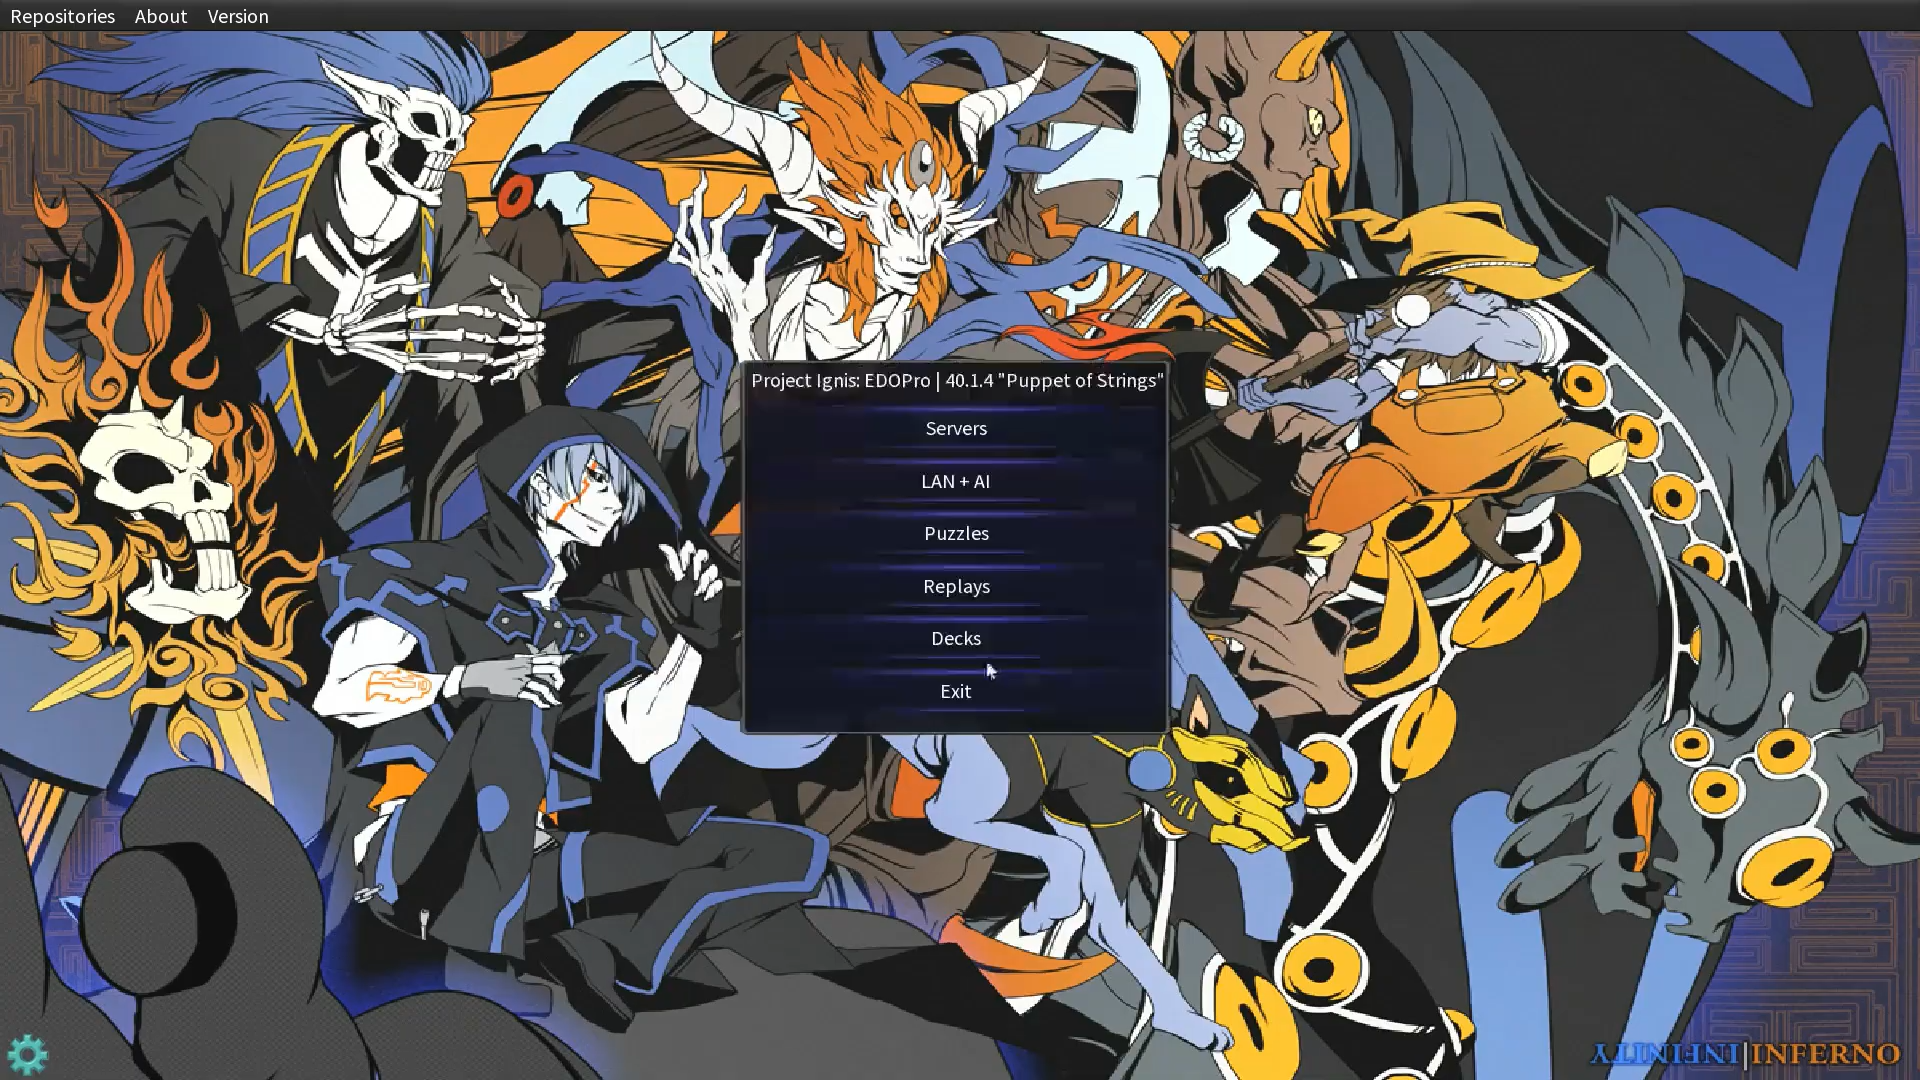 Repositories About Version
Project Ignis: EDOPro | 40.1.4 "Puppet of Strings"
Servers
LAN + AI
Puzzles
Replays
Decks
Exit
INFINITY|INFERNO